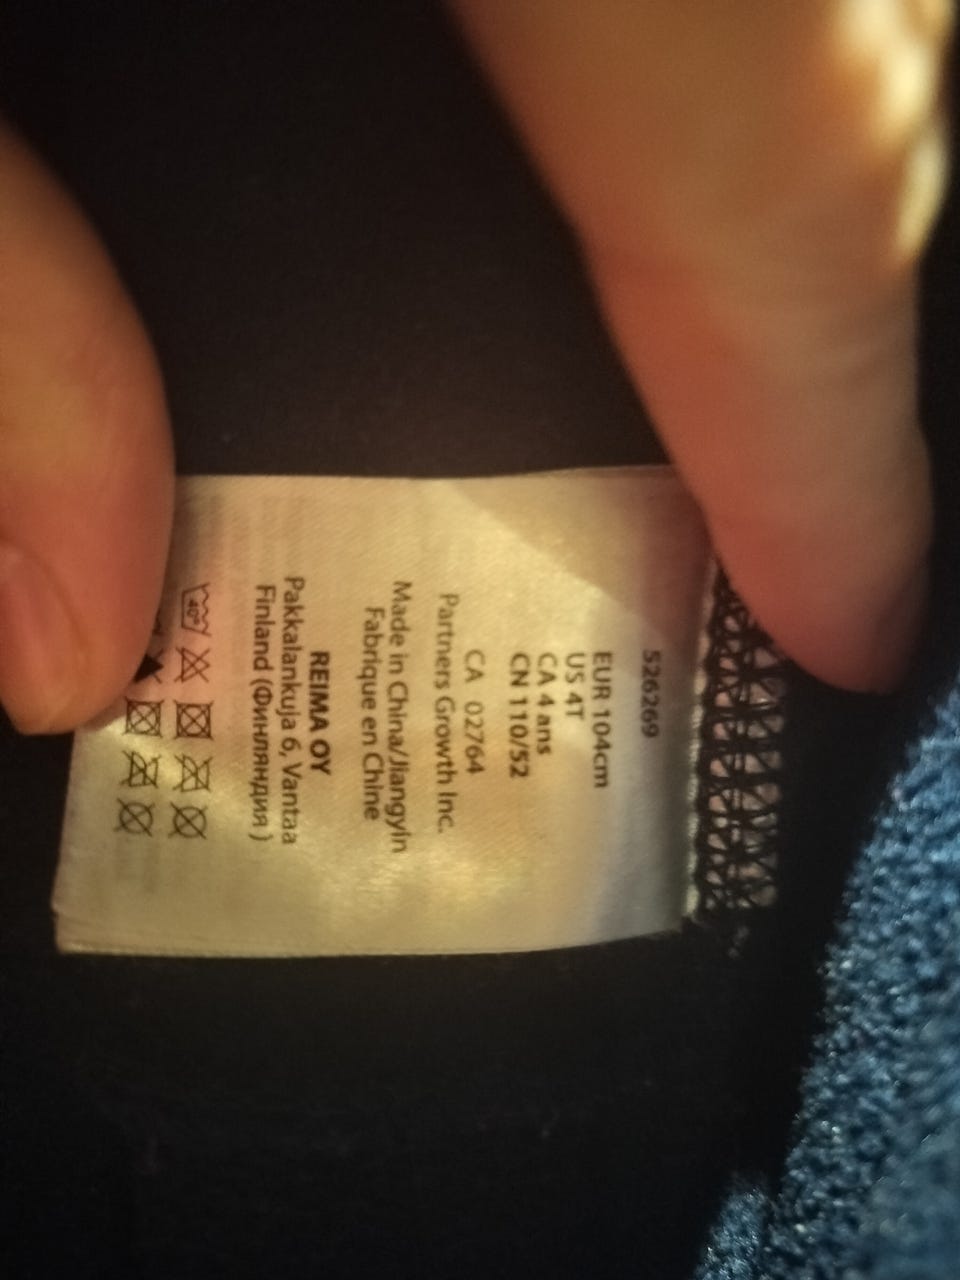 526269
EUR 104cm
US 4T
CA 4 ans
CN 110/52
CA 02764
Partners Growth Inc.
Made in China/Jiangyin
Fabrique en Chine
REIMA OY
Pakkalankuja 6, Vantaa
Finland (Финляндия )
40°